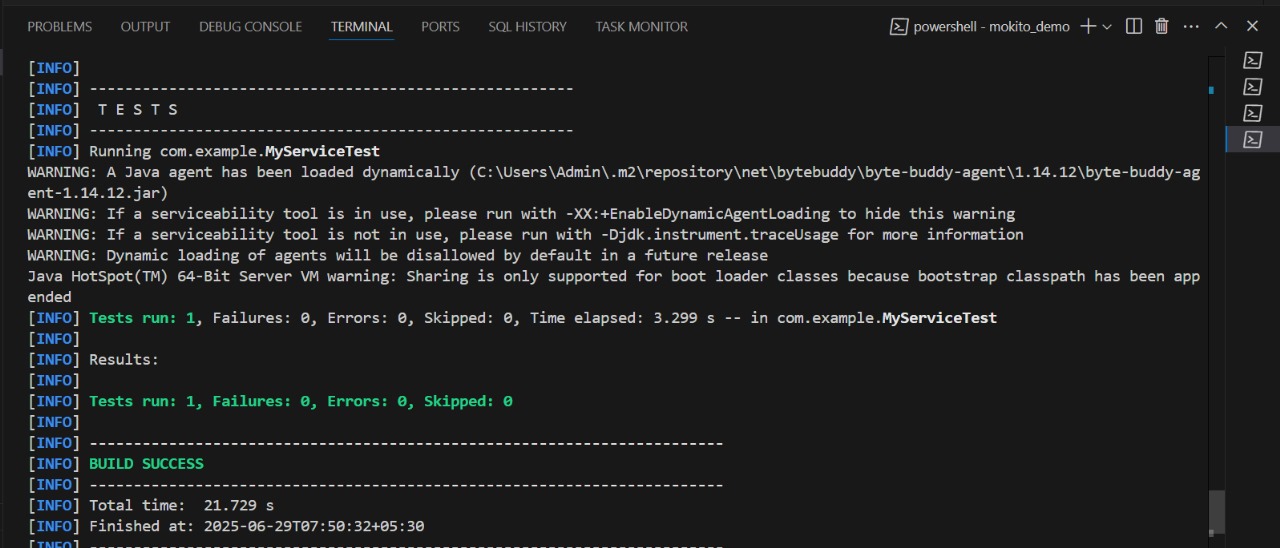 PROBLEMS OUTPUT DEBUG CONSOLE TERMINAL PORTS SQL HISTORY TASK MONITOR powershell - mokito_demo
[INFO]
[INFO] -------------------------------------------------------
[INFO]  T E S T S
[INFO] -------------------------------------------------------
[INFO] Running com.example.MyServiceTest
WARNING: A Java agent has been loaded dynamically (C:\Users\Admin\.m2\repository\net\bytebuddy\byte-buddy-agent\1.14.12\byte-buddy-ag
ent-1.14.12.jar)
WARNING: If a serviceability tool is in use, please run with -XX:+EnableDynamicAgentLoading to hide this warning
WARNING: If a serviceability tool is not in use, please run with -Djdk.instrument.traceUsage for more information
WARNING: Dynamic loading of agents will be disallowed by default in a future release
Java HotSpot(TM) 64-Bit Server VM warning: Sharing is only supported for boot loader classes because bootstrap classpath has been app
ended
[INFO] Tests run: 1, Failures: 0, Errors: 0, Skipped: 0, Time elapsed: 3.299 s -- in com.example.MyServiceTest
[INFO]
[INFO] Results:
[INFO]
[INFO] Tests run: 1, Failures: 0, Errors: 0, Skipped: 0
[INFO]
[INFO] ------------------------------------------------------------------------
[INFO] BUILD SUCCESS
[INFO] ------------------------------------------------------------------------
[INFO] Total time:  21.729 s
[INFO] Finished at: 2025-06-29T07:50:32+05:30
[INFO] ------------------------------------------------------------------------